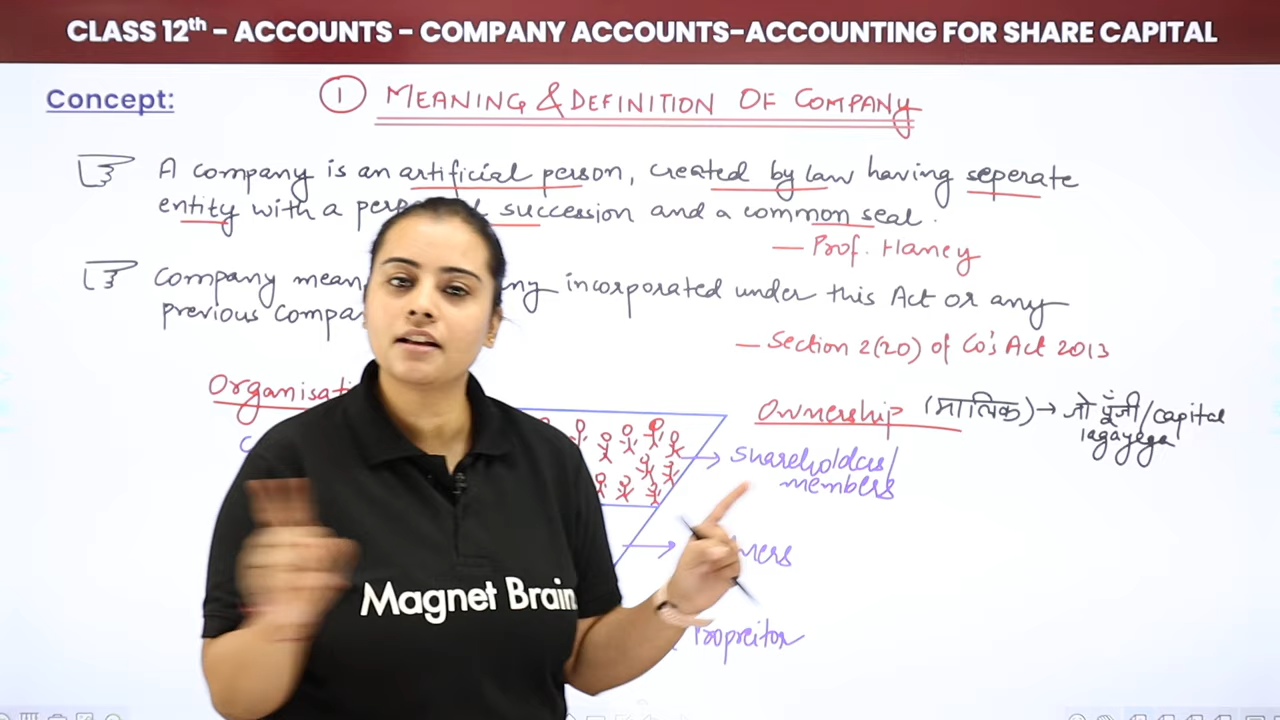 CLASS 12th - ACCOUNTS - COMPANY ACCOUNTS-ACCOUNTING FOR SHARE CAPITAL
Concept:
1 MEANING & DEFINITION OF COMPANY
A company is an artificial person, created by law having seperate
entity with a succession and a common seal.
— Prof. Haney
Company incorporated under this Act or any
previous
— Section 2(20) of Co's Act 2013
Ownership (मालिक) → जो पूंजी/capital
lagayega
Shareholders/
members
Magnet Brain